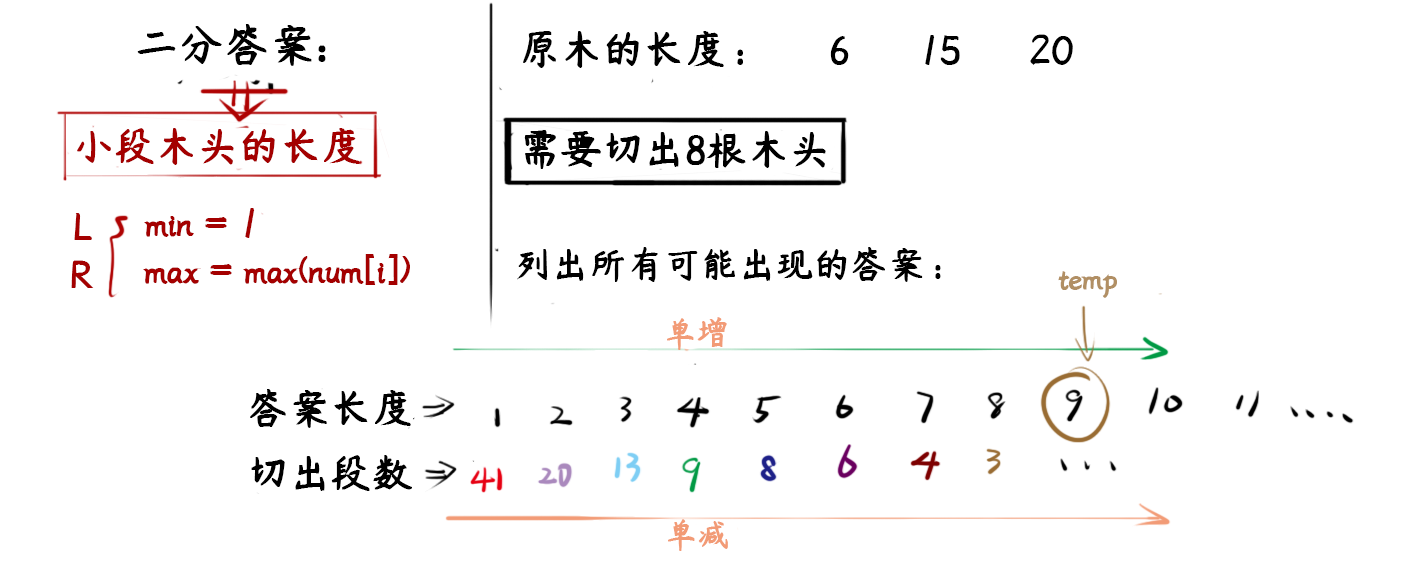 二分答案：
小段木头的长度
L min = 1
R max = max(num[i])
原木的长度： 6 15 20
需要切出8根木头
列出所有可能出现的答案：
temp
单增
答案长度⇒ 1 2 3 4 5 6 7 8 9 10 11 ....
切出段数⇒ 41 20 13 9 8 6 4 3 ...
单减